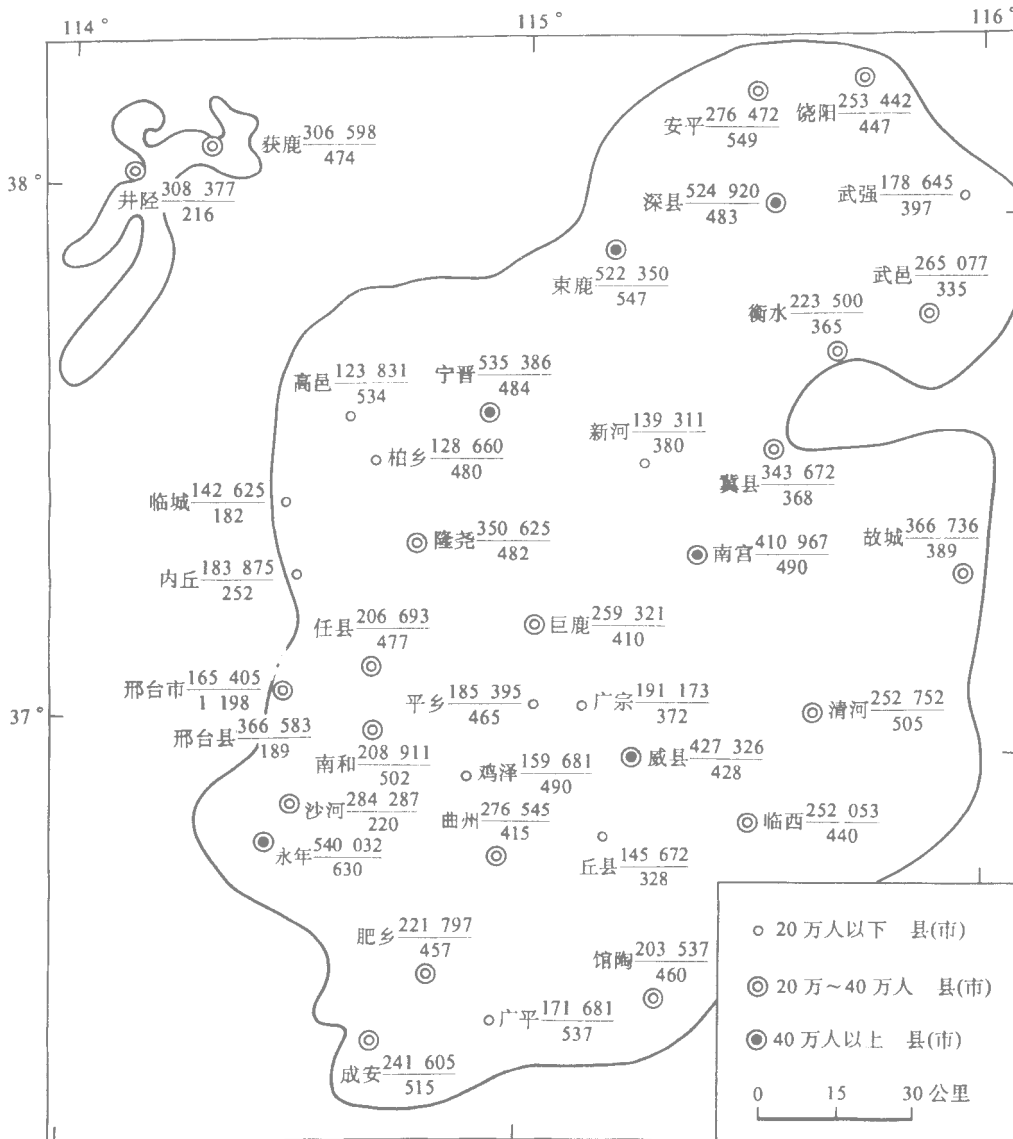 114°
115°
116°
38°
37°
安平 276 472
549
饶阳 253 442
447
获鹿 306 598
474
井陉 308 377
216
深县 524 920
483
武强 178 645
397
束鹿 522 350
547
武邑 265 077
335
衡水 223 500
365
高邑 123 831
534
宁晋 535 386
484
新河 139 311
380
柏乡 128 660
480
冀县 343 672
368
临城 142 625
182
隆尧 350 625
482
南宫 410 967
490
故城 366 736
389
内丘 183 875
252
任县 206 693
477
巨鹿 259 321
410
邢台市 165 405
1 198
平乡 185 395
465
广宗 191 173
372
清河 252 752
505
邢台县 366 583
189
南和 208 911
502
鸡泽 159 681
490
威县 427 326
428
沙河 284 287
220
曲州 276 545
415
临西 252 053
440
永年 540 032
630
丘县 145 672
328
肥乡 221 797
457
馆陶 203 537
460
广平 171 681
537
成安 241 605
515
20 万人以下 县(市)
20 万~40 万人 县(市)
40 万人以上 县(市)
0 15 30 公里